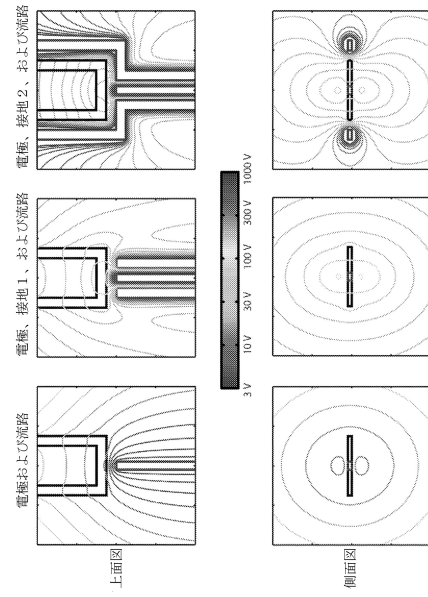 電極および流路
電極、接地1、および流路
電極、接地2、および流路
上面図
3 V
10 V
30 V
100 V
300 V
1000 V
側面図